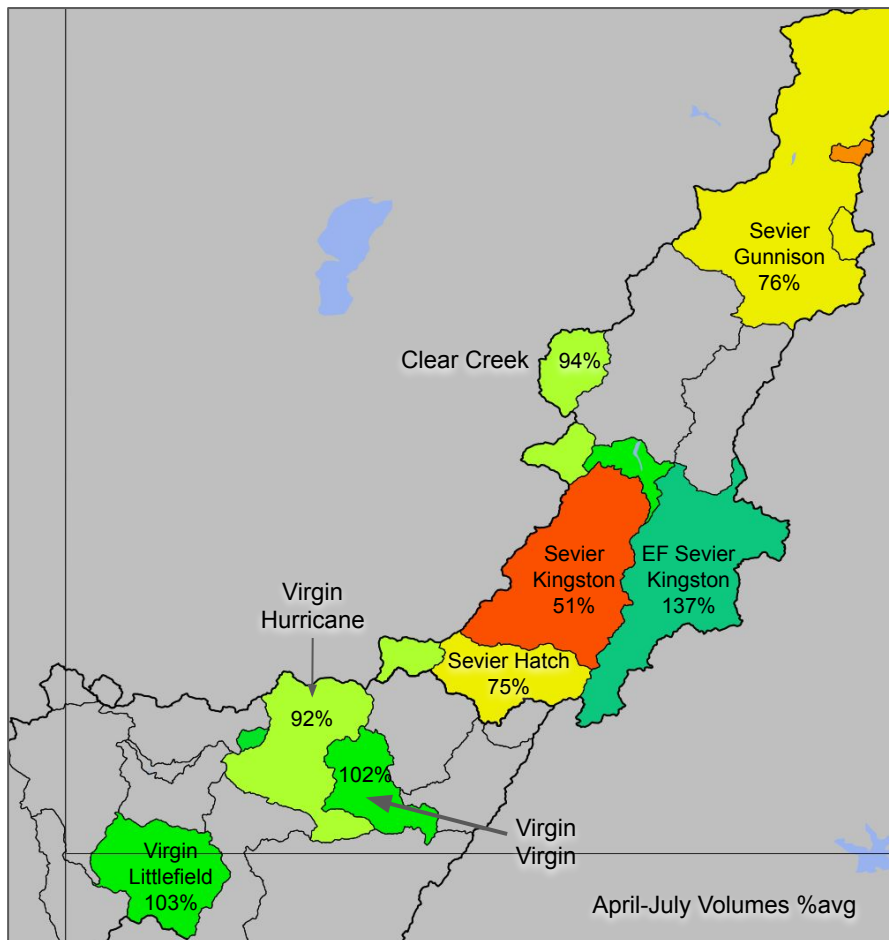 Sevier
Gunnison
76%
Clear Creek
94%
Sevier
Kingston
51%
EF Sevier
Kingston
137%
Virgin
Hurricane
Sevier Hatch
75%
92%
102%
Virgin
Virgin
Virgin
Littlefield
103%
April-July Volumes %avg